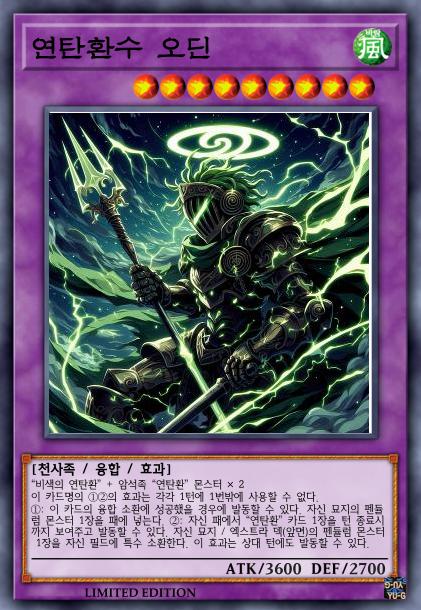 연탄환수 오딘
바람
風
[천사족 / 융합 / 효과]
“비색의 연탄환” + 암석족 “연탄환” 몬스터 × 2
이 카드명의 ①②의 효과는 각각 1턴에 1번밖에 사용할 수 없다.
①: 이 카드의 융합 소환에 성공했을 경우에 발동할 수 있다. 자신 묘지의 펜듈
럼 몬스터 1장을 패에 넣는다. ②: 자신 패에서 “연탄환” 카드 1장을 턴 종료시
까지 보여주고 발동할 수 있다. 자신 묘지 / 엑스트라 덱(앞면)의 펜듈럼 몬스터
1장을 자신 필드에 특수 소환한다. 이 효과는 상대 턴에도 발동할 수 있다.
ATK/3600 DEF/2700
LIMITED EDITION